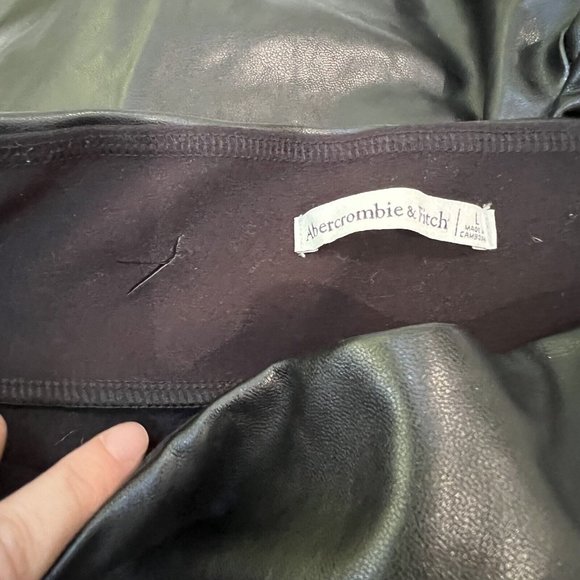 Abercrombie & Fitch
L
MADE IN
CAMBODIA